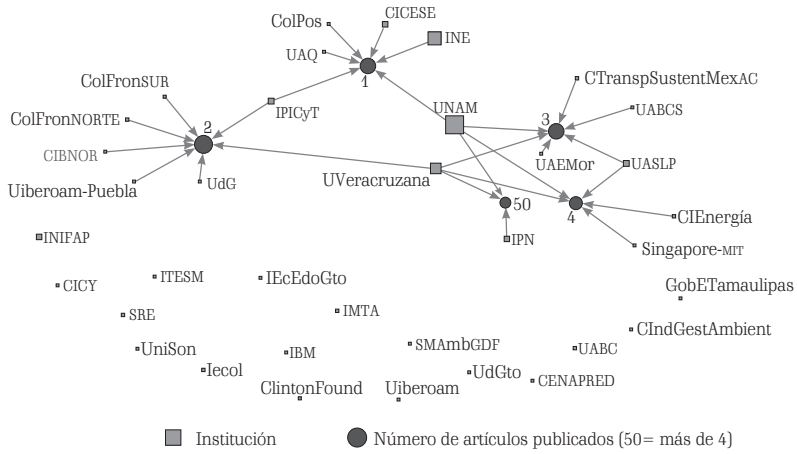 ColPos
CICESE
INE
UAQ
1
ColFronSUR
IPICyT
UNAM
CTranspSustentMexAC
ColFronNORTE
2
3
UABCS
CIBNOR
UAEMor
UASLP
Uiberoam-Puebla
UdG
UVeracruzana
50
4
CIEnergía
INIFAP
IPN
Singapore-MIT
CICY
ITESM
IEcEdoGto
GobETamaulipas
SRE
IMTA
CIndGestAmbient
UniSon
IBM
SMAmbGDF
UABC
Iecol
UdGto
ClintonFound
Uiberoam
CENAPRED
Institución
Número de artículos publicados (50= más de 4)